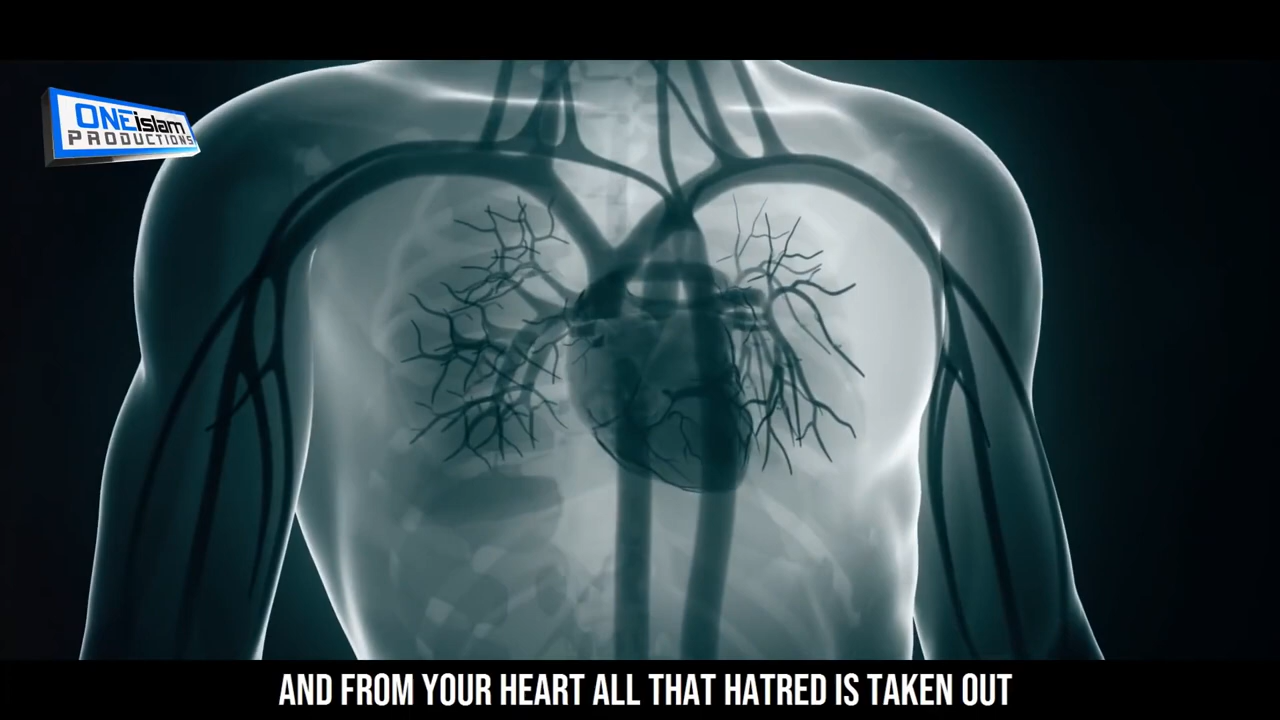 ONEislam
PRODUCTIONS
AND FROM YOUR HEART ALL THAT HATRED IS TAKEN OUT